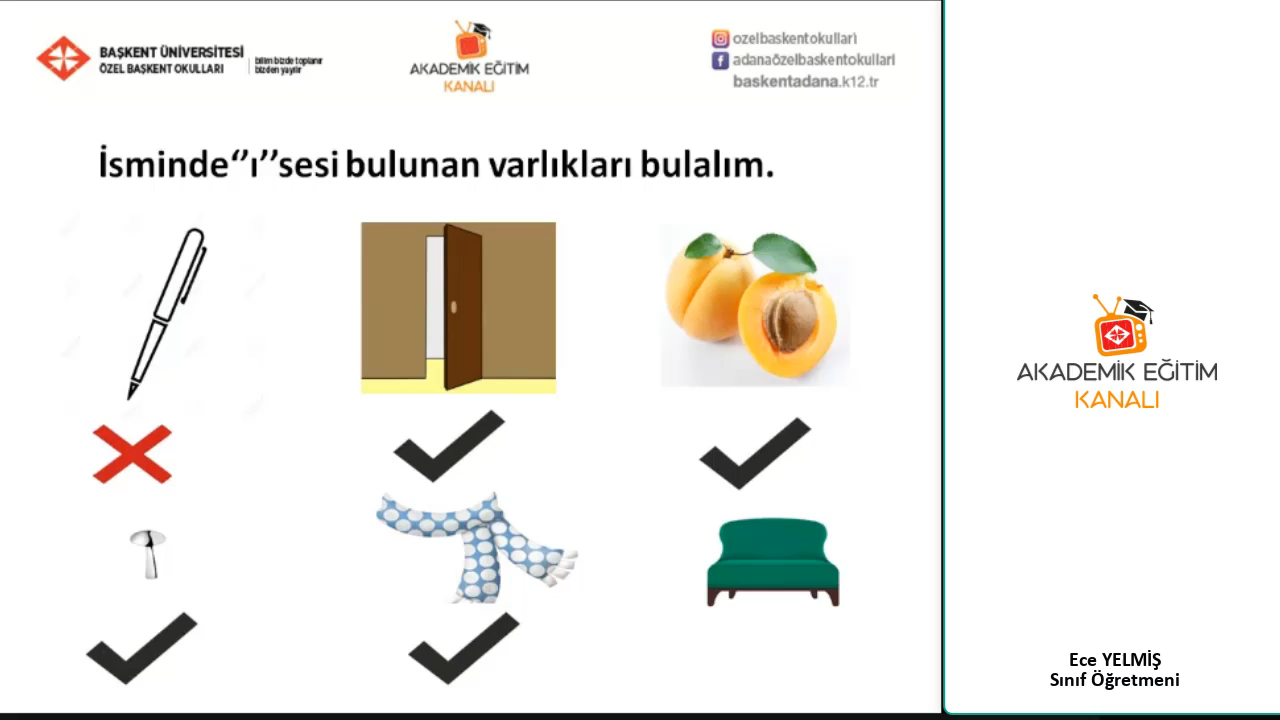 BAŞKENT ÜNİVERSİTESİ
ÖZEL BAŞKENT OKULLARI
bilim bizde toplanır
bizden yayılır
AKADEMİK EĞİTİM
KANALI
ozelbaskentokullari
adanaözelbaskentokullari
baskentadana.k12.tr
İsminde‘’ı’’sesi bulunan varlıkları bulalım.
AKADEMİK EĞİTİM
KANALI
Ece YELMİŞ
Sınıf Öğretmeni